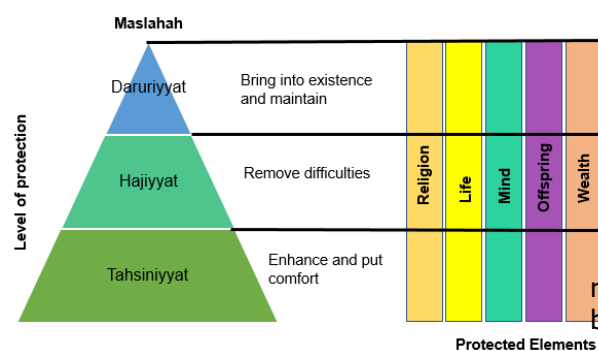 Maslahah
Daruriyyat
Bring into existence
and maintain
Hajiyyat
Remove difficulties
Tahsiniyyat
Enhance and put
comfort
Level of protection
Religion
Life
Mind
Offspring
Wealth
Protected Elements